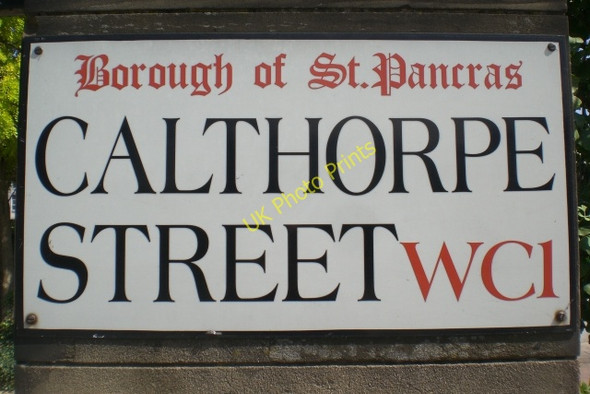 Borough of St. Pancras
CALTHORPE
STREET WC1
UK Photo Prints